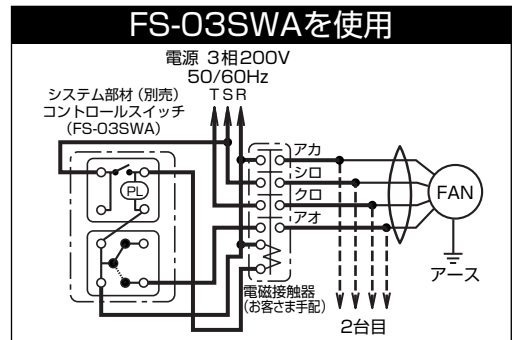 FS-03SWAを使用
電源 3相200V
50/60Hz
T S R
システム部材（別売）
コントロールスイッチ
（FS-03SWA）
PL
アカ
シロ
クロ
アオ
FAN
アース
電磁接触器
（お客さま手配）
2台目